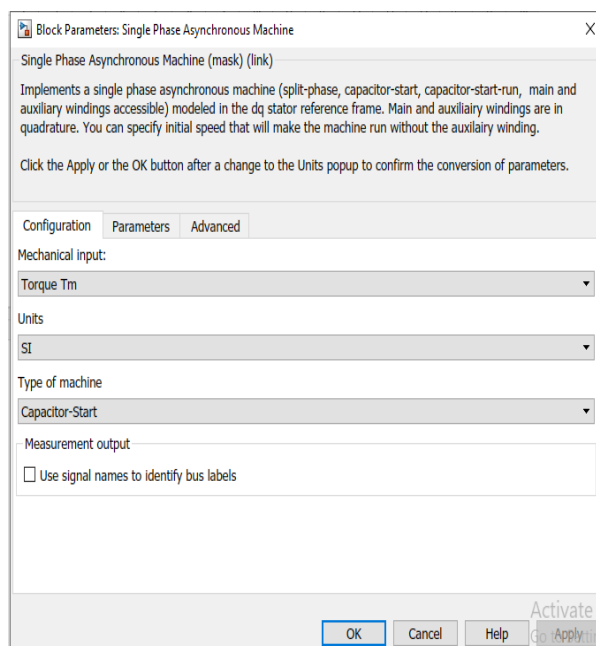 Block Parameters: Single Phase Asynchronous Machine X
Single Phase Asynchronous Machine (mask) (link)
Implements a single phase asynchronous machine (split-phase, capacitor-start, capacitor-start-run, main and
auxiliary windings accessible) modeled in the dq stator reference frame. Main and auxiliairy windings are in
quadrature. You can specify initial speed that will make the machine run without the auxilairy winding.
Click the Apply or the OK button after a change to the Units popup to confirm the conversion of parameters.
Configuration Parameters Advanced
Mechanical input:
Torque Tm
Units
SI
Type of machine
Capacitor-Start
Measurement output
Use signal names to identify bus labels
Activate
OK Cancel Help Apply
Go to